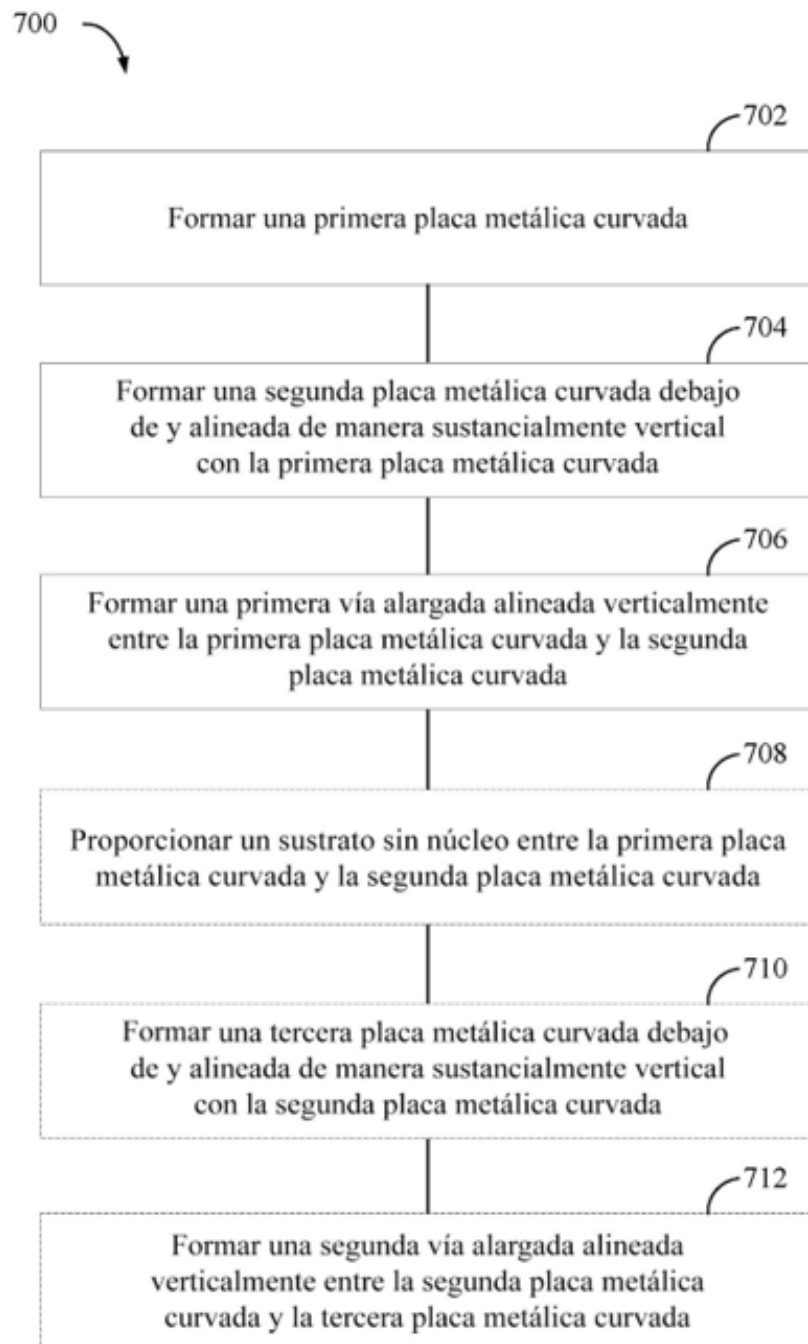 700
702
Formar una primera placa metálica curvada
704
Formar una segunda placa metálica curvada debajo
de y alineada de manera sustancialmente vertical
con la primera placa metálica curvada
706
Formar una primera vía alargada alineada verticalmente
entre la primera placa metálica curvada y la segunda
placa metálica curvada
708
Proporcionar un sustrato sin núcleo entre la primera placa
metálica curvada y la segunda placa metálica curvada
710
Formar una tercera placa metálica curvada debajo
de y alineada de manera sustancialmente vertical
con la segunda placa metálica curvada
712
Formar una segunda vía alargada alineada
verticalmente entre la segunda placa metálica
curvada y la tercera placa metálica curvada